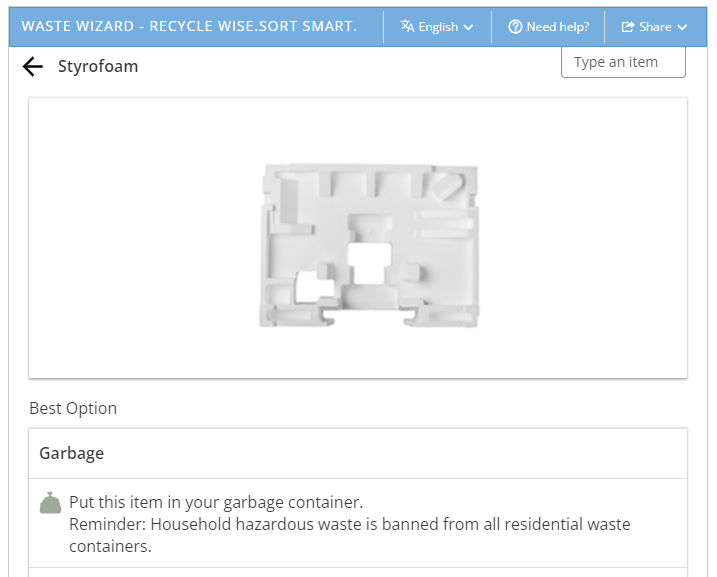 WASTE WIZARD - RECYCLE WISE.SORT SMART.
English
Need help?
Share
Styrofoam
Type an item
Best Option
Garbage
Put this item in your garbage container.
Reminder: Household hazardous waste is banned from all residential waste
containers.